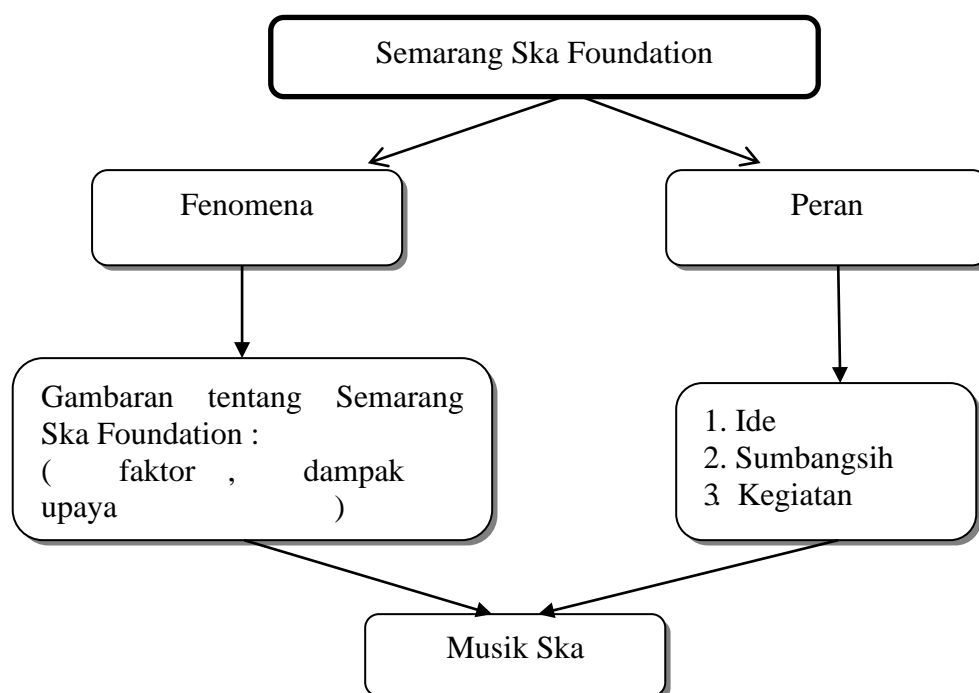 Semarang Ska Foundation
Fenomena
Peran
Gambaran tentang Semarang
Ska Foundation :
( faktor , dampak
upaya )
1. Ide
2. Sumbangsih
3. Kegiatan
Musik Ska